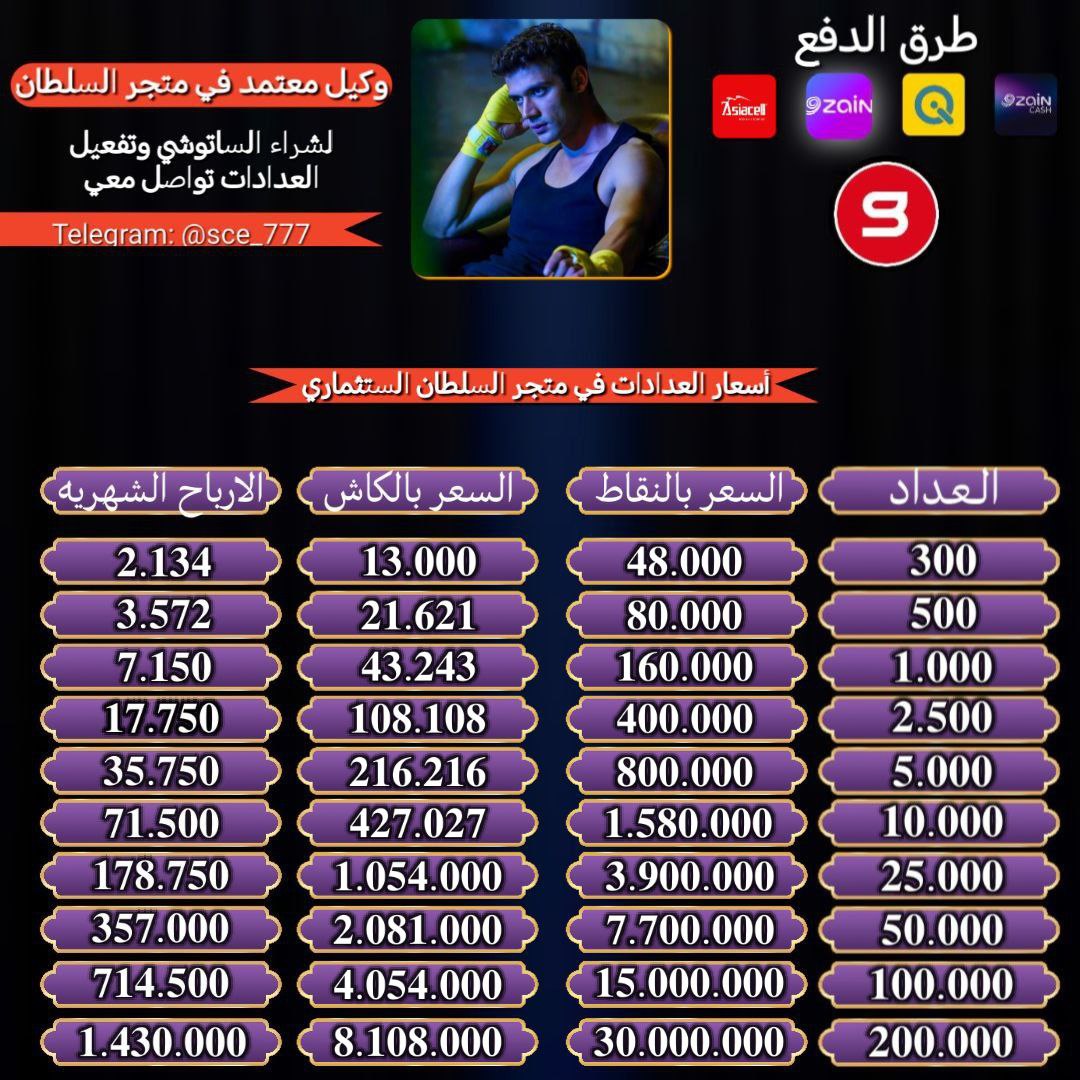 طرق الدفع
Asiacell
zain
zain CASH
وكيل معتمد في متجر السلطان
لشراء الساتوشي وتفعيل
العدادات تواصل معي
Telegram: @sce_777
أسعار العدادات في متجر السلطان الستثماري
العداد السعر بالنقاط السعر بالكاش الارباح الشهريه
300 48.000 13.000 2.134
500 80.000 21.621 3.572
1.000 160.000 43.243 7.150
2.500 400.000 108.108 17.750
5.000 800.000 216.216 35.750
10.000 1.580.000 427.027 71.500
25.000 3.900.000 1.054.000 178.750
50.000 7.700.000 2.081.000 357.000
100.000 15.000.000 4.054.000 714.500
200.000 30.000.000 8.108.000 1.430.000